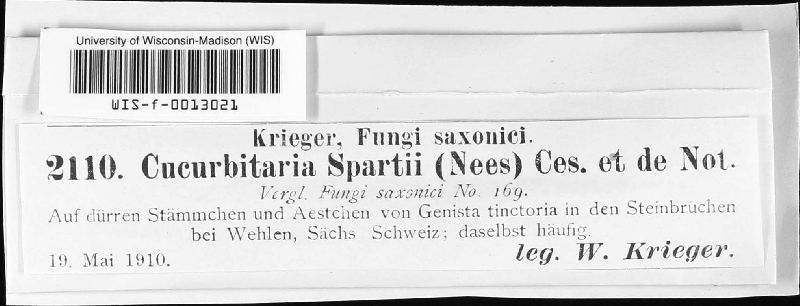 University of Wisconsin-Madison (WIS)
WIS-f-0013021
Krieger, Fungi saxonici.
2110. Cucurbitaria Spartii (Nees) Ces. et de Not.
Vergl. Fungi saxonici No. 169.
Auf dürren Stämmchen und Aestchen von Genista tinctoria in den Steinbruchen
bei Wehlen, Sächs Schweiz; daselbst häufig.
19. Mai 1910.
leg. W. Krieger.